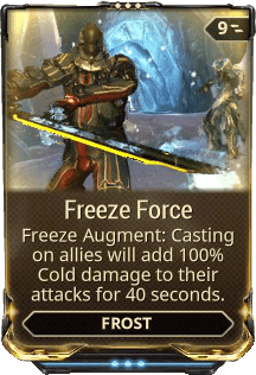 9
Freeze Force
Freeze Augment: Casting
on allies will add 100%
Cold damage to their
attacks for 40 seconds.
FROST